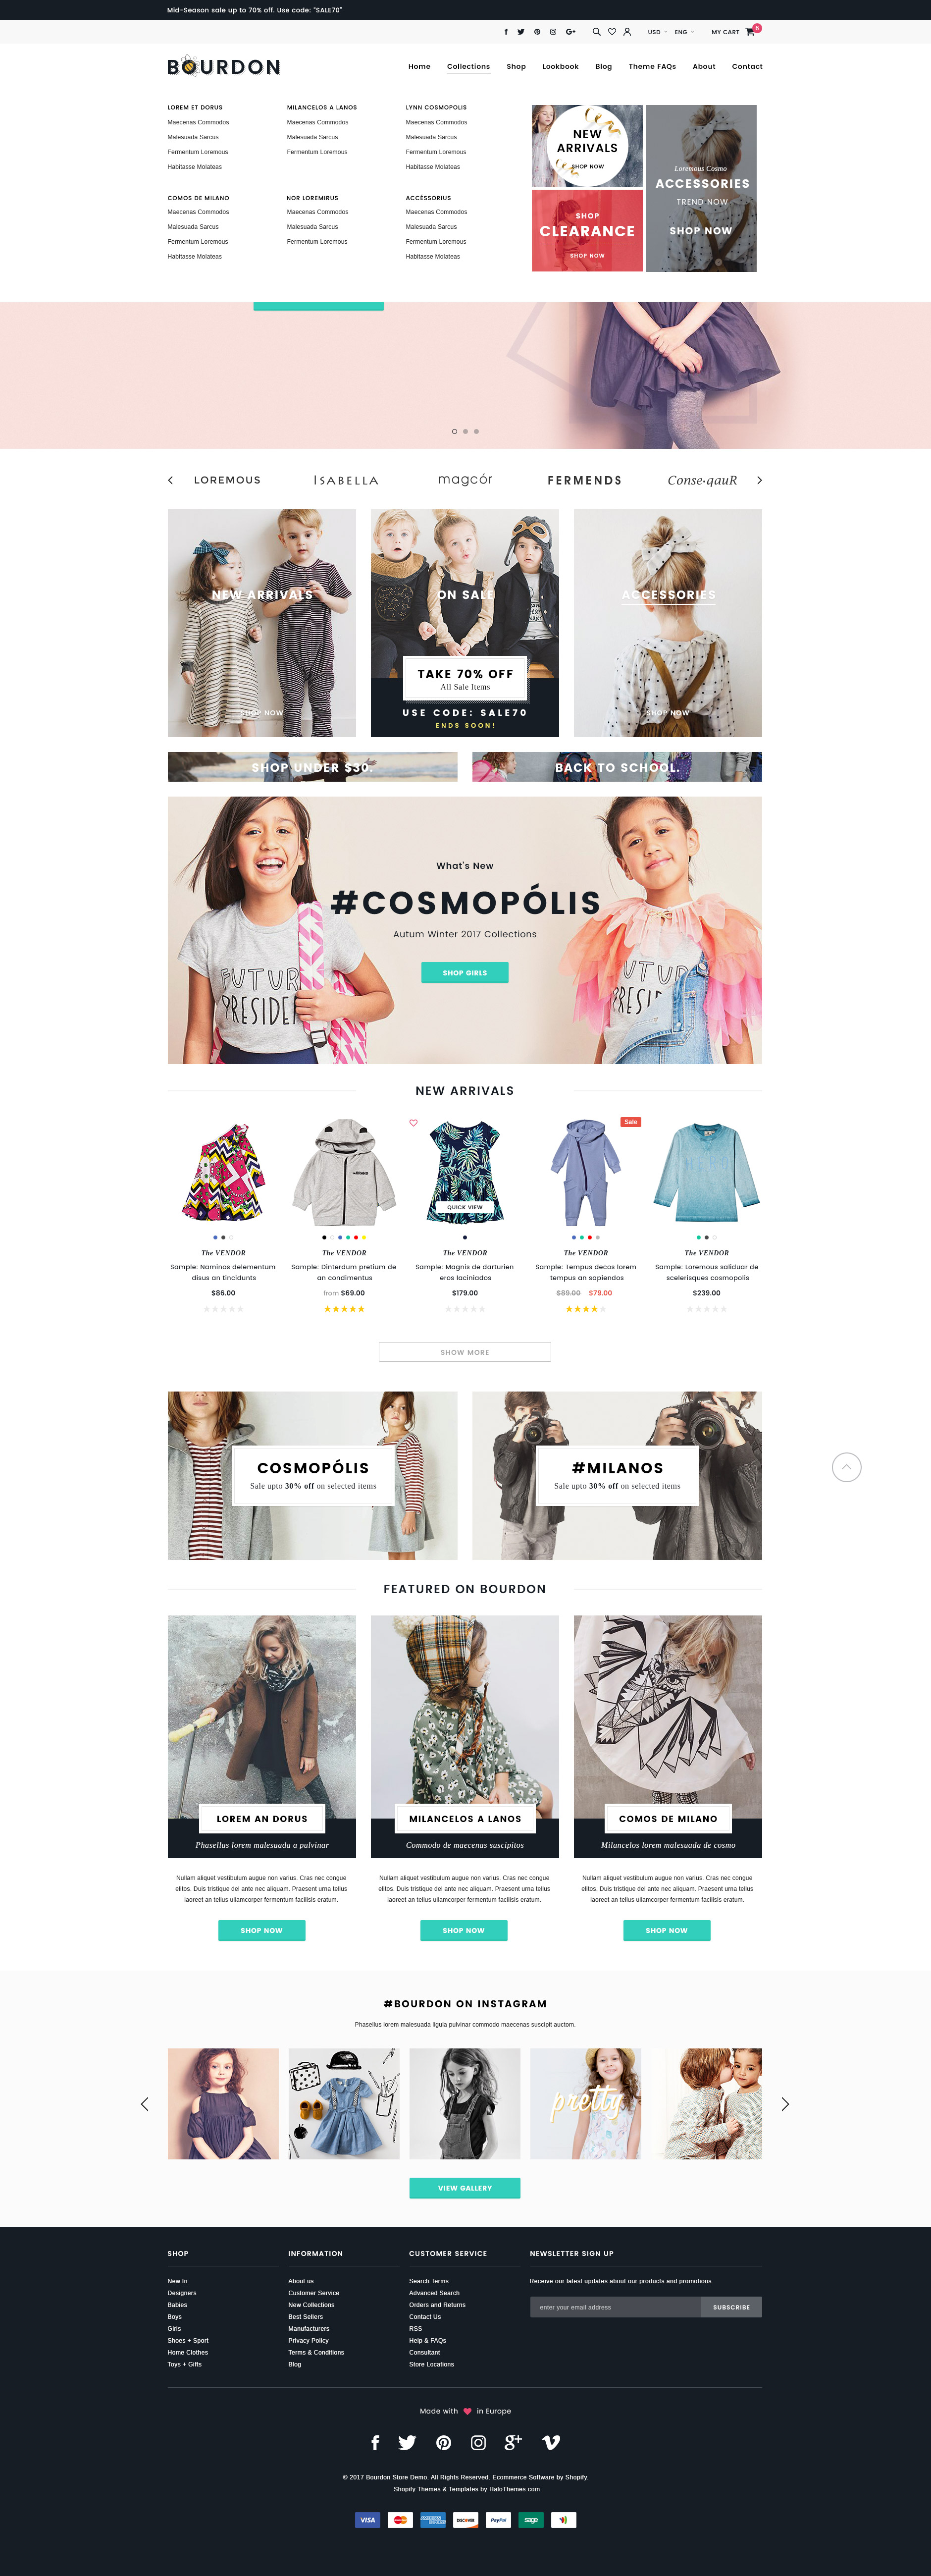 Mid-Season sale up to 70% off. Use code: "SALE70"
USD ENG MY CART 6
BOURDON
Home Collections Shop Lookbook Blog Theme FAQs About Contact
LOREM ET DORUS
Maecenas Commodos
Malesuada Sarcus
Fermentum Loremous
Habitasse Molateas
MILANCELOS A LANOS
Maecenas Commodos
Malesuada Sarcus
Fermentum Loremous
LYNN COSMOPOLIS
Maecenas Commodos
Malesuada Sarcus
Fermentum Loremous
Habitasse Molateas
COMOS DE MILANO
Maecenas Commodos
Malesuada Sarcus
Fermentum Loremous
Habitasse Molateas
NOR LOREMIRUS
Maecenas Commodos
Malesuada Sarcus
Fermentum Loremous
ACCÉSSORIUS
Maecenas Commodos
Malesuada Sarcus
Fermentum Loremous
Habitasse Molateas
NEW
ARRIVALS
SHOP NOW
SHOP
CLEARANCE
SHOP NOW
Loremous Cosmo
ACCESSORIES
TREND NOW
SHOP NOW
LOREMOUS ISABELLA magcór FERMENDS Conse•qauR
NEW ARRIVALS
SHOP NOW
ON SALE
TAKE 70% OFF
All Sale Items
USE CODE: SALE70
ENDS SOON!
ACCESSORIES
SHOP NOW
SHOP UNDER $30.
BACK TO SCHOOL.
What's New
#COSMOPÓLIS
Autumn Winter 2017 Collections
SHOP GIRLS
FUTURE
PRESIDENT
NEW ARRIVALS
QUICK VIEW
Sale
The VENDOR
Sample: Naminos delementum
disus an tincidunts
$86.00
The VENDOR
Sample: Dinterdum pretium de
an condimentus
from $69.00
The VENDOR
Sample: Magnis de darturien
eros laciniados
$179.00
The VENDOR
Sample: Tempus decos lorem
tempus an sapiendos
$89.00 $79.00
The VENDOR
Sample: Loremous saliduar de
scelerisques cosmopolis
$239.00
SHOW MORE
COSMOPÓLIS
Sale upto 30% off on selected items
#MILANOS
Sale upto 30% off on selected items
FEATURED ON BOURDON
LOREM AN DORUS
Phasellus lorem malesuada a pulvinar
Nullam aliquet vestibulum augue non varius. Cras nec congue
elitos. Duis tristique del ante nec aliquam. Praesent urna tellus
laoreet an tellus ullamcorper fermentum facilisis eratum.
SHOP NOW
MILANCELOS A LANOS
Commodo de maecenas suscipitos
Nullam aliquet vestibulum augue non varius. Cras nec congue
elitos. Duis tristique del ante nec aliquam. Praesent urna tellus
laoreet an tellus ullamcorper fermentum facilisis eratum.
SHOP NOW
COMOS DE MILANO
Milancelos lorem malesuada de cosmo
Nullam aliquet vestibulum augue non varius. Cras nec congue
elitos. Duis tristique del ante nec aliquam. Praesent urna tellus
laoreet an tellus ullamcorper fermentum facilisis eratum.
SHOP NOW
#BOURDON ON INSTAGRAM
Phasellus lorem malesuada ligula pulvinar commodo maecenas suscipit auctom.
pretty
VIEW GALLERY
SHOP
New In
Designers
Babies
Boys
Girls
Shoes + Sport
Home Clothes
Toys + Gifts
INFORMATION
About us
Customer Service
New Collections
Best Sellers
Manufacturers
Privacy Policy
Terms & Conditions
Blog
CUSTOMER SERVICE
Search Terms
Advanced Search
Orders and Returns
Contact Us
RSS
Help & FAQs
Consultant
Store Locations
NEWSLETTER SIGN UP
Receive our latest updates about our products and promotions.
enter your email address
SUBSCRIBE
Made with in Europe
© 2017 Bourdon Store Demo. All Rights Reserved. Ecommerce Software by Shopify.
Shopify Themes & Templates by HaloThemes.com
VISA MasterCard AMERICAN EXPRESS DISCOVER PayPal sage